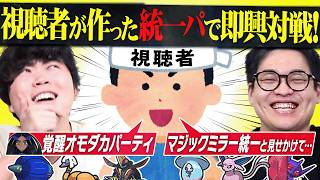 視聴者が作った統一パで即興対戦!
視聴者
覚醒オモダカパーティ
マジックミラー統一と見せかけて…